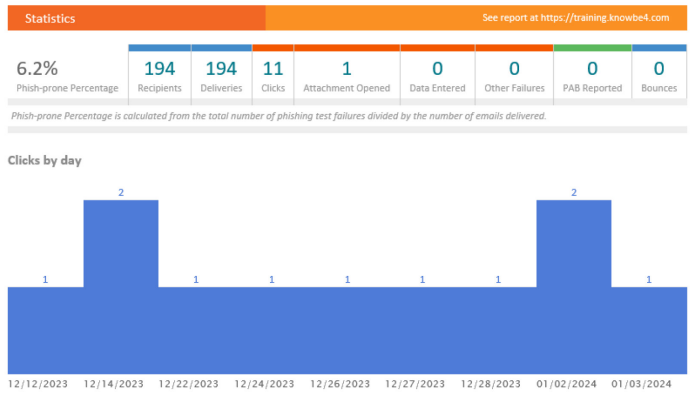 Statistics
See report at https://training.knowbe4.com
6.2% 194 194 11 1 0 0 0 0
Phish-prone Percentage Recipients Deliveries Clicks Attachment Opened Data Entered Other Failures PAB Reported Bounces
Phish-prone Percentage is calculated from the total number of phishing test failures divided by the number of emails delivered.
Clicks by day
2 2
1 1 1 1 1 1 1
12/12/2023 12/14/2023 12/22/2023 12/24/2023 12/26/2023 12/27/2023 12/28/2023 01/02/2024 01/03/2024